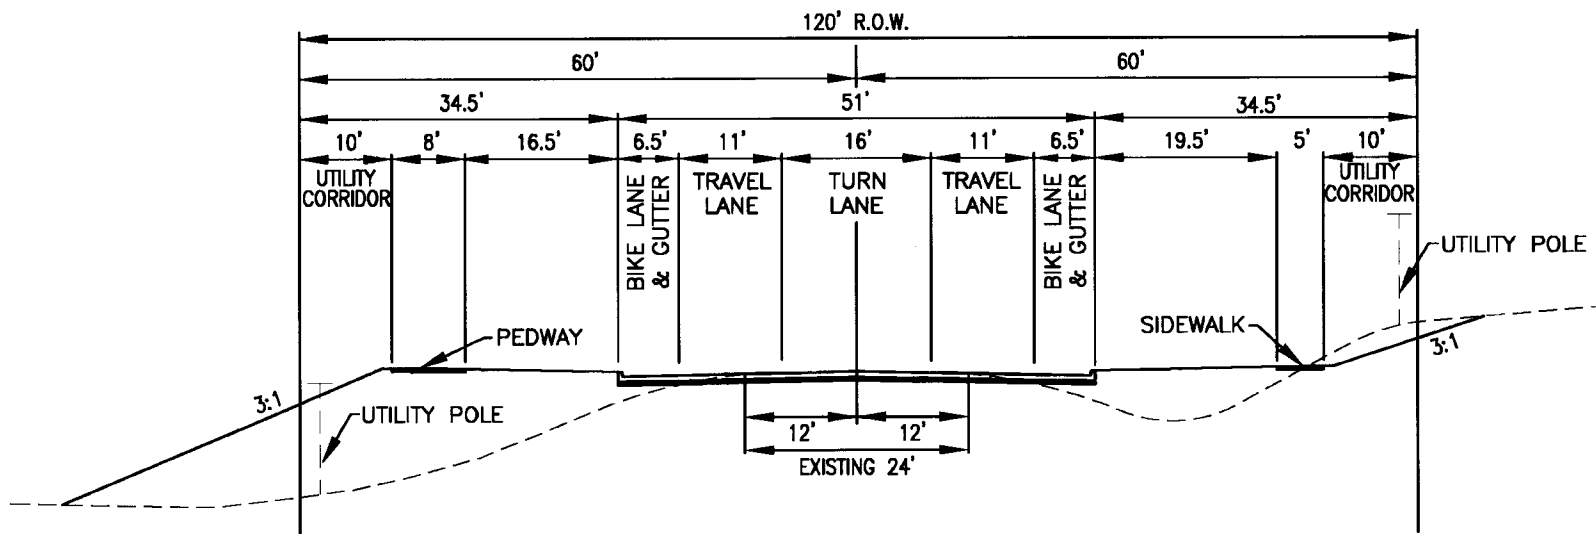 120' R.O.W.
60'
60'
34.5'
51'
34.5'
10'
8'
16.5'
6.5'
11'
16'
11'
6.5'
19.5'
5'
10'
UTILITY
CORRIDOR
BIKE LANE
& GUTTER
TRAVEL
LANE
TURN
LANE
TRAVEL
LANE
BIKE LANE
& GUTTER
UTILITY
CORRIDOR
UTILITY POLE
PEDWAY
SIDEWALK
3:1
3:1
UTILITY POLE
12'
12'
EXISTING 24'